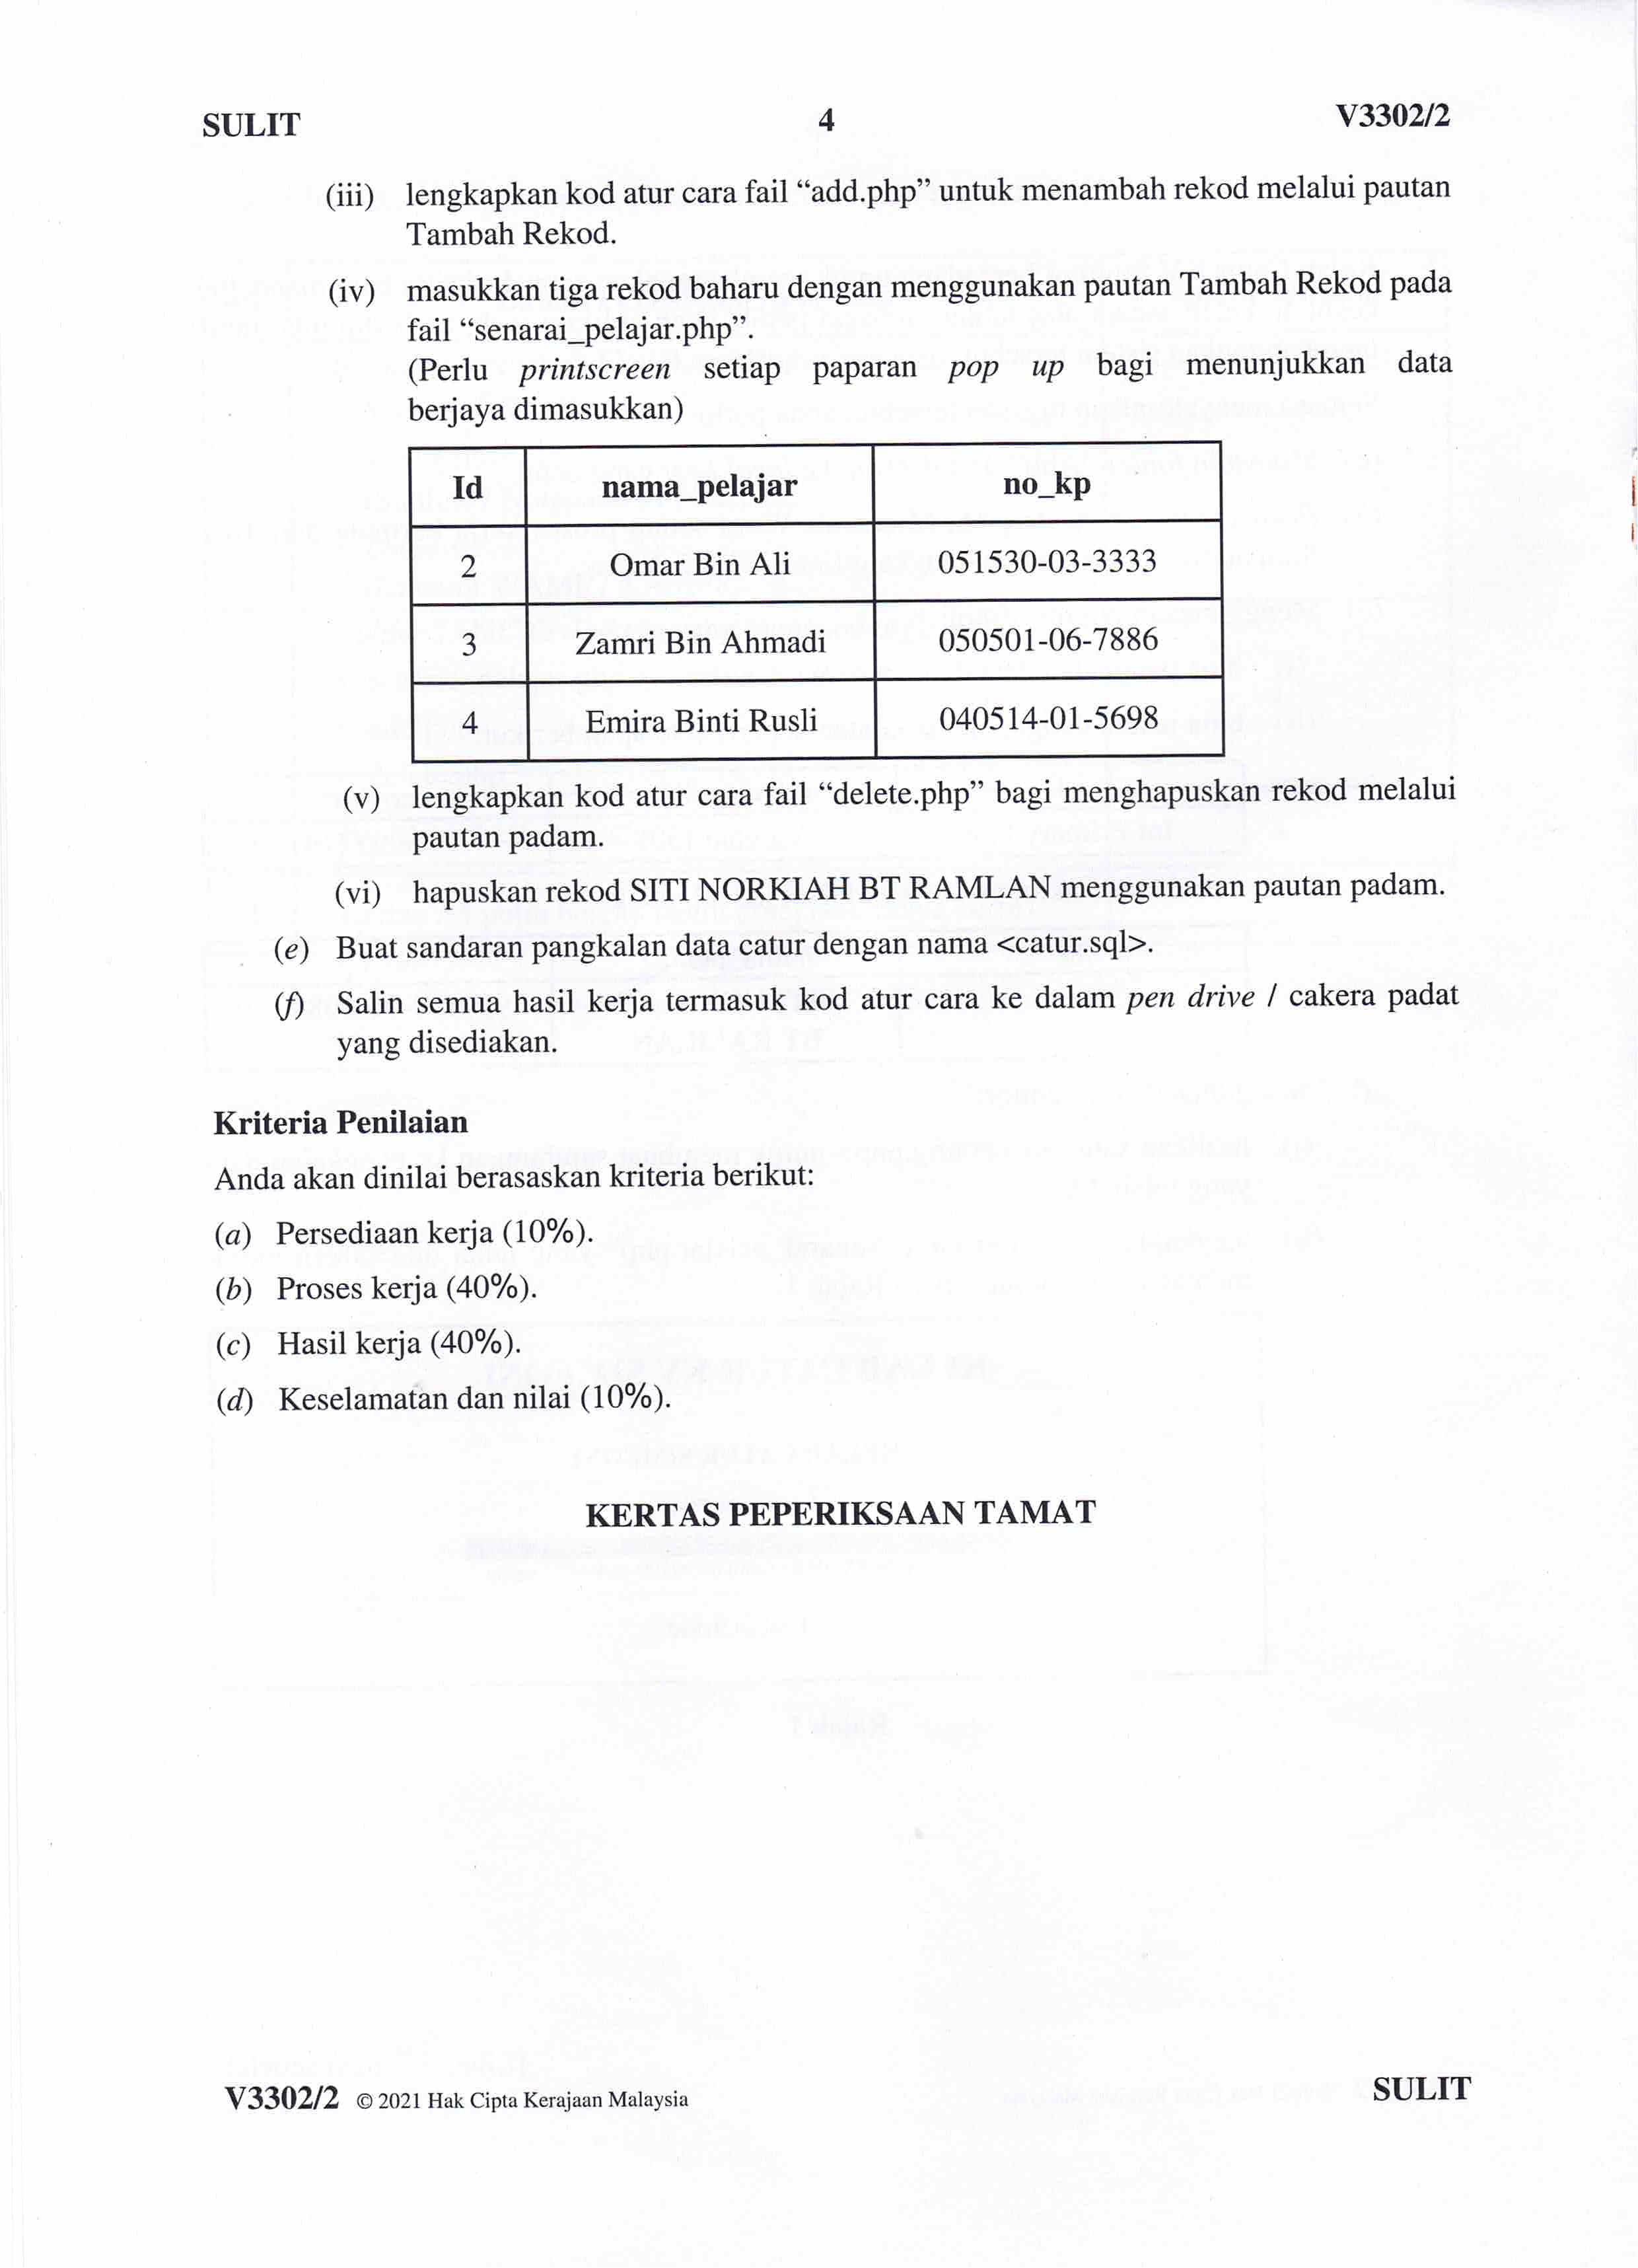 SULIT 4 V3302/2
(iii) lengkapkan kod atur cara fail “add.php” untuk menambah rekod melalui pautan
Tambah Rekod.
(iv) masukkan tiga rekod baharu dengan menggunakan pautan Tambah Rekod pada
fail “senarai_pelajar.php”.
(Perlu printscreen setiap paparan pop up bagi menunjukkan data
berjaya dimasukkan)
Id nama_pelajar no_kp
2 Omar Bin Ali 051530-03-3333
3 Zamri Bin Ahmadi 050501-06-7886
4 Emira Binti Rusli 040514-01-5698
(v) lengkapkan kod atur cara fail “delete.php” bagi menghapuskan rekod melalui
pautan padam.
(vi) hapuskan rekod SITI NORKIAH BT RAMLAN menggunakan pautan padam.
(e) Buat sandaran pangkalan data catur dengan nama <catur.sql>.
(f) Salin semua hasil kerja termasuk kod atur cara ke dalam pen drive / cakera padat
yang disediakan.
Kriteria Penilaian
Anda akan dinilai berasaskan kriteria berikut:
(a) Persediaan kerja (10%).
(b) Proses kerja (40%).
(c) Hasil kerja (40%).
(d) Keselamatan dan nilai (10%).
KERTAS PEPERIKSAAN TAMAT
V3302/2 © 2021 Hak Cipta Kerajaan Malaysia SULIT